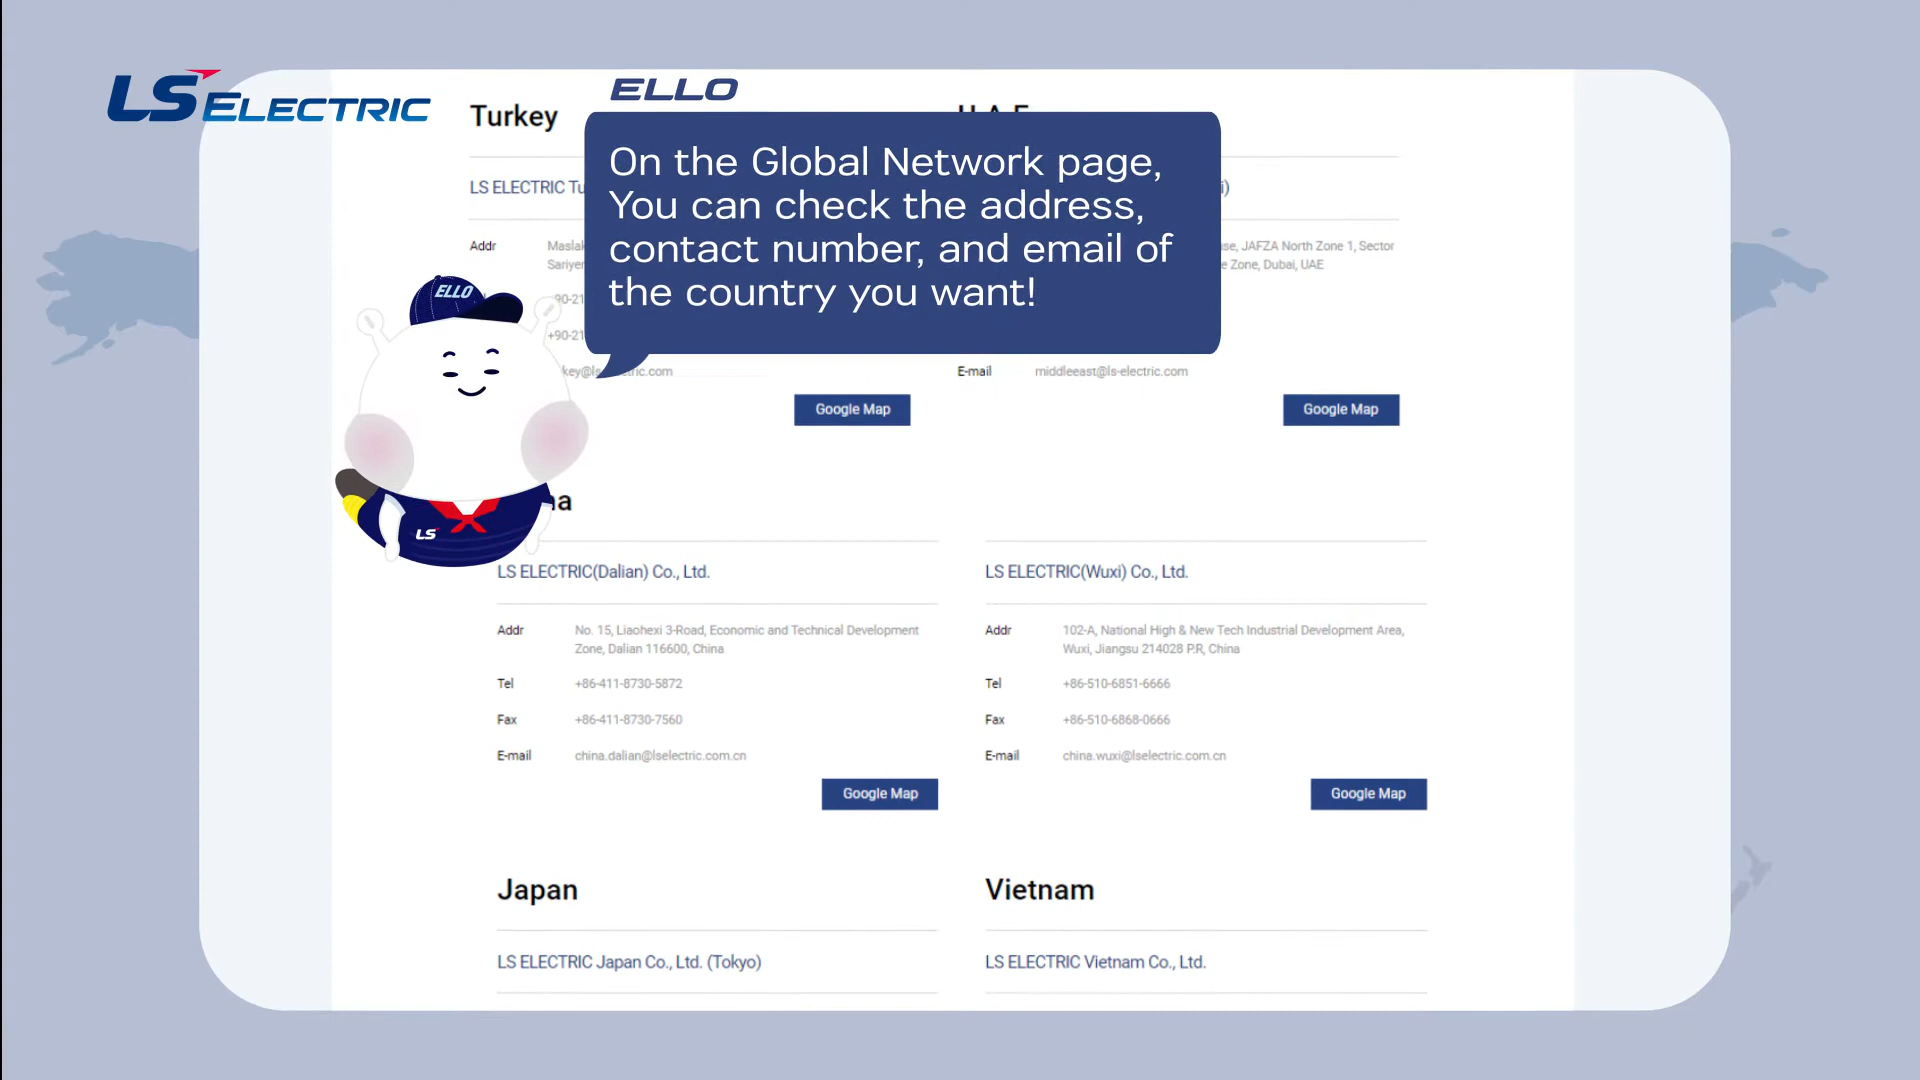 LS ELECTRIC
ELLO
Turkey
On the Global Network page,
You can check the address,
contact number, and email of
the country you want!
LS ELECTRIC
Addr
JAFZA North Zone 1, Sector
Zone, Dubai, UAE
ELLO
E-mail middleeast@ls-electric.com
Google Map
Google Map
LS
LS ELECTRIC(Dalian) Co., Ltd.
LS ELECTRIC(Wuxi) Co., Ltd.
Addr No. 15, Liaohexi 3-Road, Economic and Technical Development
Zone, Dalian 116600, China
Addr 102-A, National High & New Tech Industrial Development Area,
Wuxi, Jiangsu 214028 P.R, China
Tel +86-411-8730-5872
Tel +86-510-6851-6666
Fax +86-411-8730-7560
Fax +86-510-6868-0666
E-mail china.dalian@lselectric.com.cn
E-mail china.wuxi@lselectric.com.cn
Google Map
Google Map
Japan
Vietnam
LS ELECTRIC Japan Co., Ltd. (Tokyo)
LS ELECTRIC Vietnam Co., Ltd.